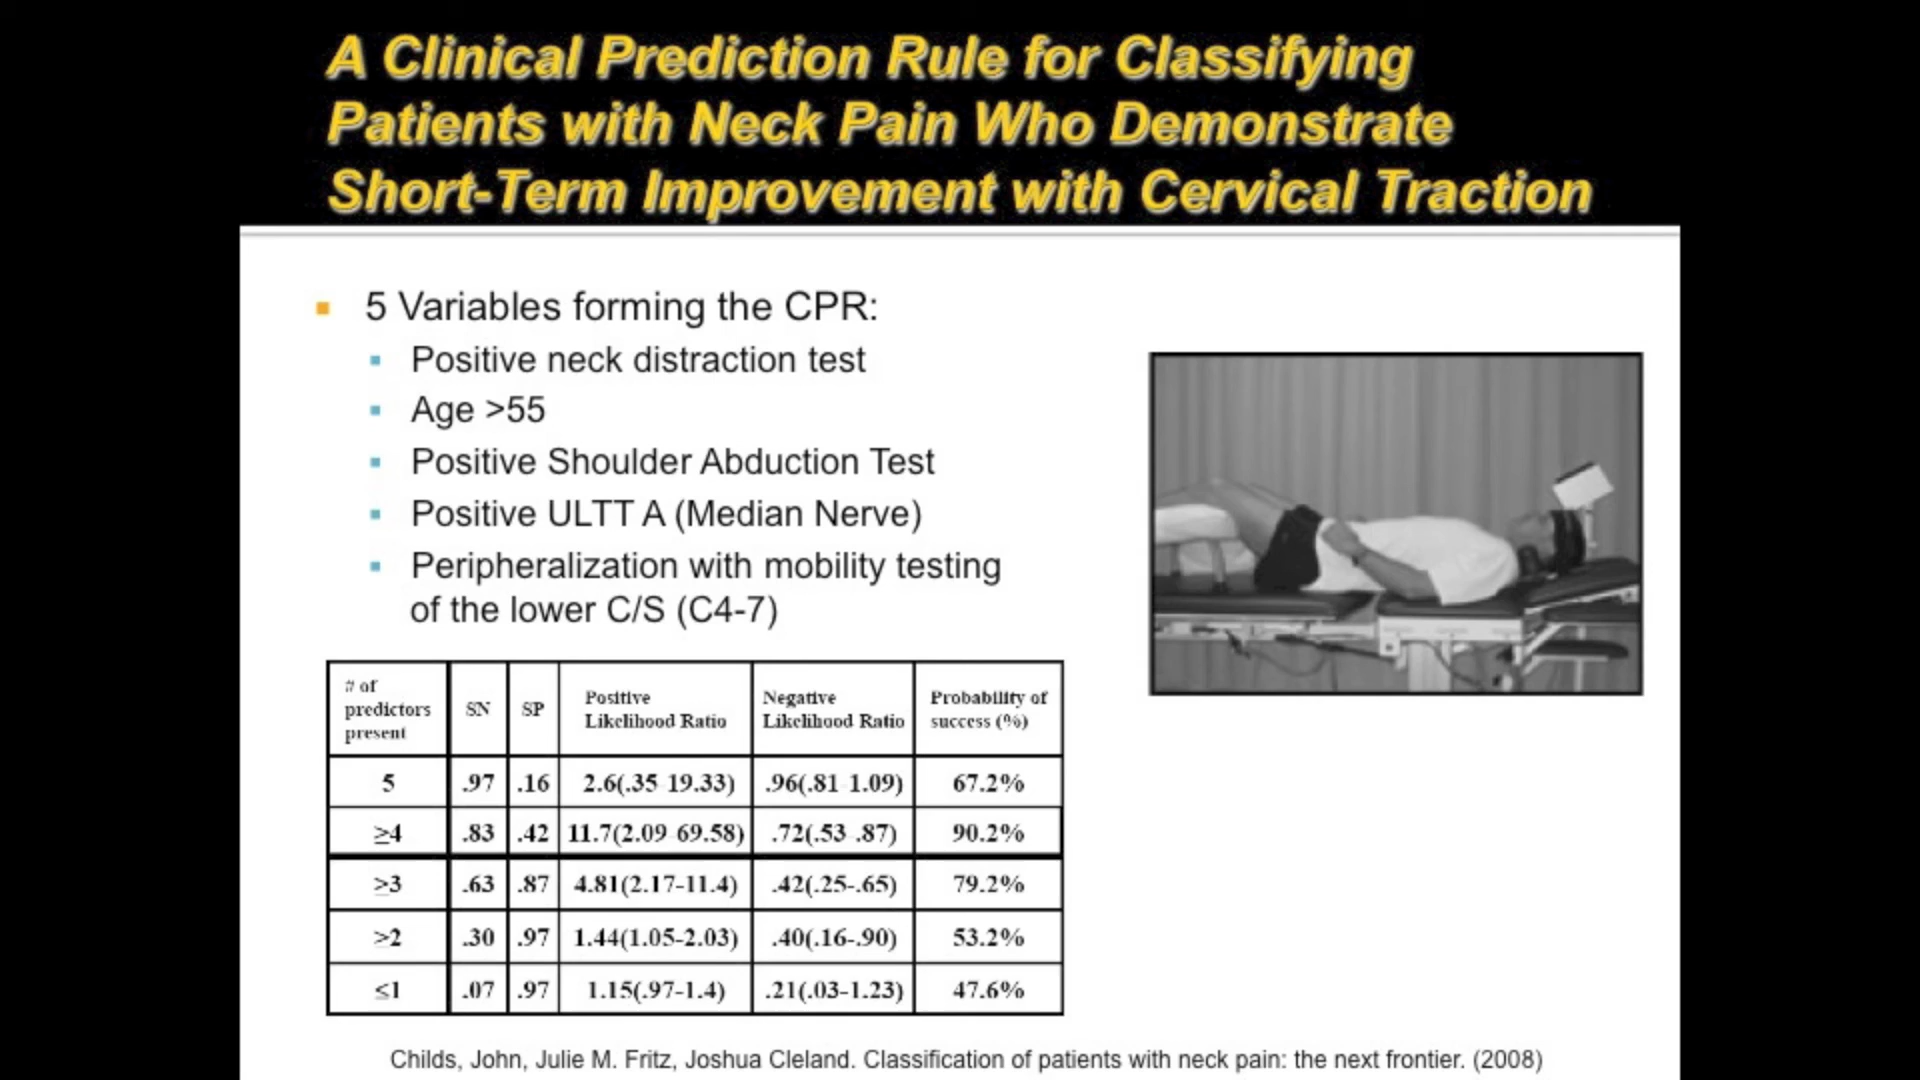 A Clinical Prediction Rule for Classifying
Patients with Neck Pain Who Demonstrate
Short-Term Improvement with Cervical Traction
5 Variables forming the CPR:
Positive neck distraction test
Age >55
Positive Shoulder Abduction Test
Positive ULTT A (Median Nerve)
Peripheralization with mobility testing
of the lower C/S (C4-7)
# of predictors present SN SP Positive Likelihood Ratio Negative Likelihood Ratio Probability of success (%)
5 .97 .16 2.6(.35 19.33) .96(.81 1.09) 67.2%
≥4 .83 .42 11.7(2.09 69.58) .72(.53 .87) 90.2%
≥3 .63 .87 4.81(2.17-11.4) .42(.25-.65) 79.2%
>2 .30 .97 1.44(1.05-2.03) .40(.16-.90) 53.2%
≤1 .07 .97 1.15(.97-1.4) .21(.03-1.23) 47.6%
Childs, John, Julie M. Fritz, Joshua Cleland. Classification of patients with neck pain: the next frontier. (2008)